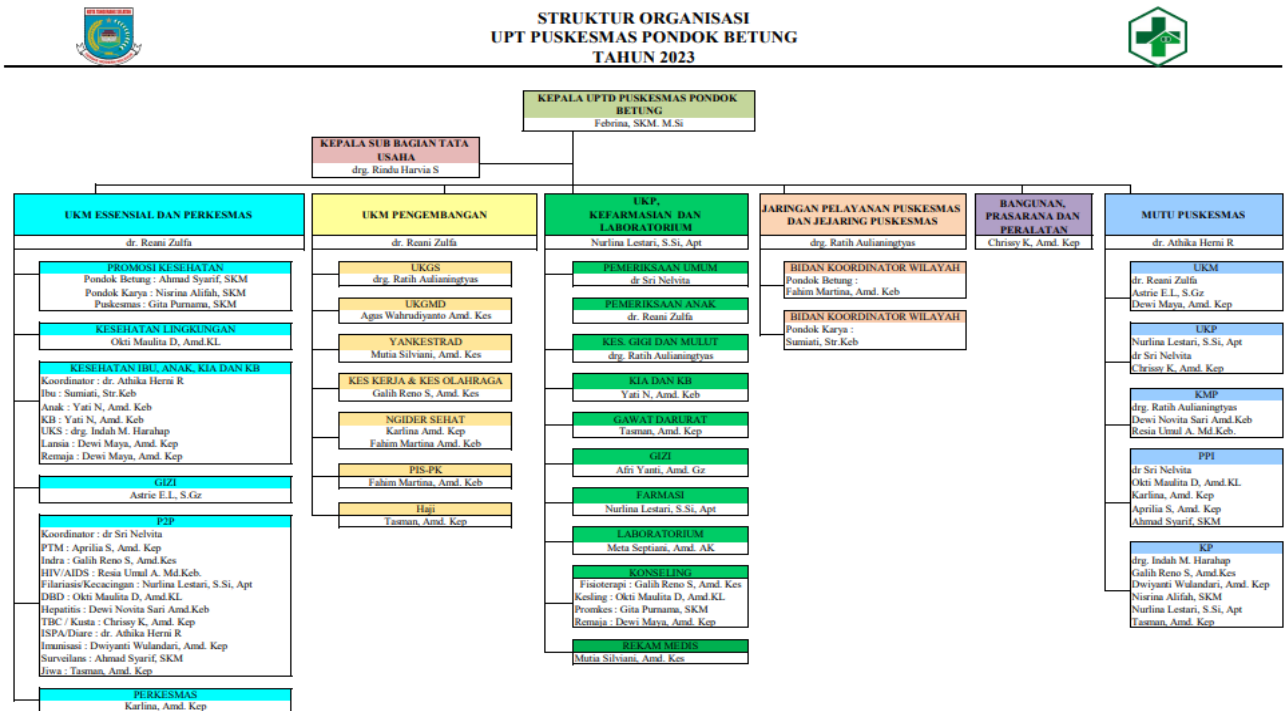 STRUKTUR ORGANISASI
UPT PUSKESMAS PONDOK BETUNG
TAHUN 2023
KEPALA UPTD PUSKESMAS PONDOK
BETUNG
Febrina, SKM. M.Si
KEPALA SUB BAGIAN TATA
USAHA
drg. Rindu Harvia S
UKM ESSENSIAL DAN PERKESMAS
dr. Reani Zulfa
PROMOSI KESEHATAN
Pondok Betung : Ahmad Syarif, SKM
Pondok Karya : Nisrina Alifah, SKM
Puskesmas : Gita Purnama, SKM
KESEHATAN LINGKUNGAN
Okti Maulita D, Amd.KL
KESEHATAN IBU, ANAK, KIA DAN KB
Koordinator : dr. Athika Herni R
Ibu : Sumiati, Str.Keb
Anak : Yati N, Amd. Keb
KB : Yati N, Amd. Keb
UKS : drg. Indah M. Harahap
Lansia : Dewi Maya, Amd. Kep
Remaja : Dewi Maya, Amd. Kep
GIZI
Astrie E.L, S.Gz
P2P
Koordinator : dr Sri Nelvita
PTM : Aprilia S, Amd. Kep
Indra : Galih Reno S, Amd.Kes
HIV/AIDS : Resia Umul A. Md.Keb.
Filariasis/Kecacingan : Nurlina Lestari, S.Si, Apt
DBD : Okti Maulita D, Amd.KL
Hepatitis : Dewi Novita Sari Amd.Keb
TBC / Kusta : Chrissy K, Amd. Kep
ISPA/Diare : dr. Athika Herni R
Imunisasi : Dwiyanti Wulandari, Amd. Kep
Surveilans : Ahmad Syarif, SKM
Jiwa : Tasman, Amd. Kep
PERKESMAS
Karlina, Amd. Kep
UKM PENGEMBANGAN
dr. Reani Zulfa
UKGS
drg. Ratih Aulianingtyas
UKGMD
Agus Wahrudiyanto Amd. Kes
YANKESTRAD
Mutia Silviani, Amd. Kes
KES KERJA & KES OLAHRAGA
Galih Reno S, Amd. Kes
NGIDER SEHAT
Karlina Amd. Kep
Fahim Martina Amd. Keb
PIS-PK
Fahim Martina, Amd. Keb
Haji
Tasman, Amd. Kep
UKP,
KEFARMASIAN DAN
LABORATORIUM
Nurlina Lestari, S.Si, Apt
PEMERIKSAAN UMUM
dr Sri Nelvita
PEMERIKSAAN ANAK
dr. Reani Zulfa
KES. GIGI DAN MULUT
drg. Ratih Aulianingtyas
KIA DAN KB
Yati N, Amd. Keb
GAWAT DARURAT
Tasman, Amd. Kep
GIZI
Afri Yanti, Amd. Gz
FARMASI
Nurlina Lestari, S.Si, Apt
LABORATORIUM
Meta Septiani, Amd. AK
KONSELING
Fisioterapi : Galih Reno S, Amd. Kes
Kesling : Okti Maulita D, Amd.KL
Promkes : Gita Purnama, SKM
Remaja : Dewi Maya, Amd. Kep
REKAM MEDIS
Mutia Silviani, Amd. Kes
JARINGAN PELAYANAN PUSKESMAS
DAN JEJARING PUSKESMAS
drg. Ratih Aulianingtyas
BIDAN KOORDINATOR WILAYAH
Pondok Betung :
Fahim Martina, Amd. Keb
BIDAN KOORDINATOR WILAYAH
Pondok Karya :
Sumiati, Str.Keb
BANGUNAN,
PRASARANA DAN
PERALATAN
Chrissy K, Amd. Kep
MUTU PUSKESMAS
dr. Athika Herni R
UKM
dr. Reani Zulfa
Astrie E.L, S.Gz
Dewi Maya, Amd. Kep
UKP
Nurlina Lestari, S.Si, Apt
dr Sri Nelvita
Chrissy K, Amd. Kep
KMP
drg. Ratih Aulianingtyas
Dewi Novita Sari Amd.Keb
Resia Umul A. Md.Keb.
PPI
dr Sri Nelvita
Okti Maulita D, Amd.KL
Karlina, Amd. Kep
Aprilia S, Amd. Kep
Ahmad Syarif, SKM
KP
drg. Indah M. Harahap
Galih Reno S, Amd.Kes
Dwiyanti Wulandari, Amd. Kep
Nisrina Alifah, SKM
Nurlina Lestari, S.Si, Apt
Tasman, Amd. Kep